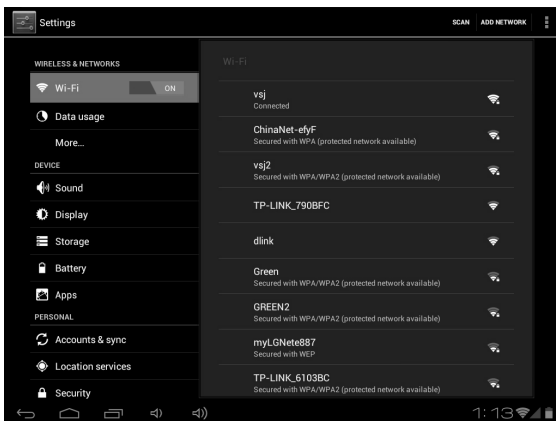 Settings
SCAN
ADD NETWORK
WIRELESS & NETWORKS
Wi-Fi
ON
Data usage
More...
DEVICE
Sound
Display
Storage
Battery
Apps
PERSONAL
Accounts & sync
Location services
Security
Wi-Fi
vsj
Connected
ChinaNet-efyF
Secured with WPA (protected network available)
vsj2
Secured with WPA/WPA2 (protected network available)
TP-LINK_790BFC
dlink
Green
Secured with WPA/WPA2 (protected network available)
GREEN2
Secured with WPA/WPA2 (protected network available)
myLGNete887
Secured with WEP
TP-LINK_6103BC
Secured with WPA/WPA2 (protected network available)
1:13